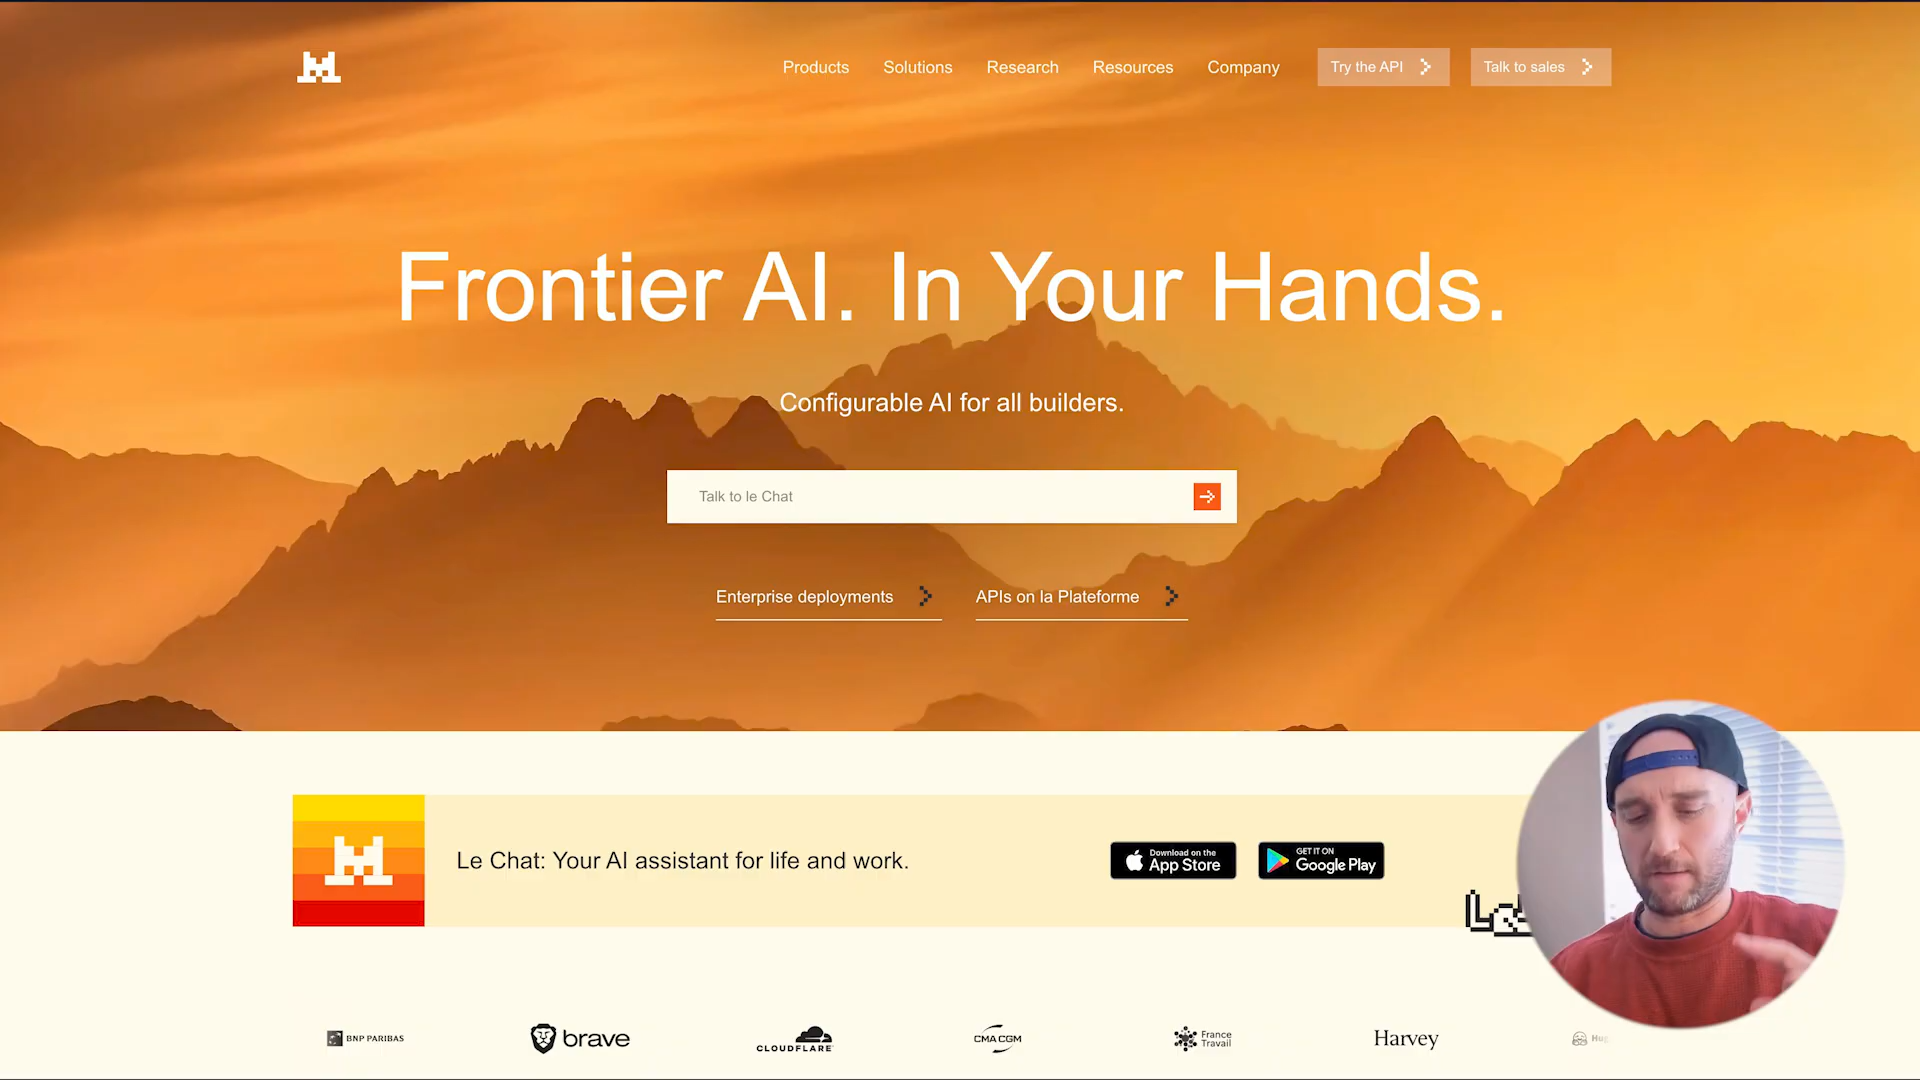 Products
Solutions
Research
Resources
Company
Try the API
Talk to sales
Frontier AI. In Your Hands.
Configurable AI for all builders.
Talk to le Chat
Enterprise deployments
APIs on la Plateforme
Le Chat: Your AI assistant for life and work.
Download on the
App Store
GET IT ON
Google Play
BNP PARIBAS
brave
CLOUDFLARE
CMA CGM
France
Travail
Harvey